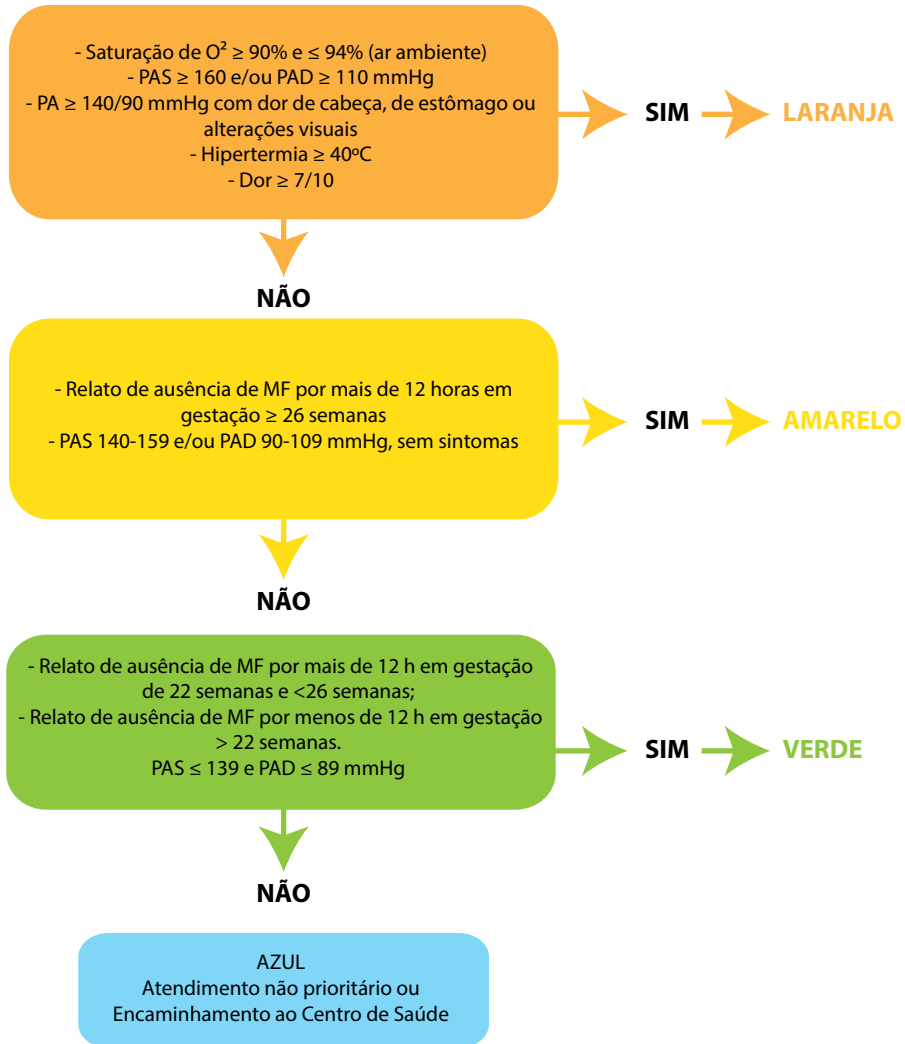 - Saturação de O² ≥ 90% e ≤ 94% (ar ambiente)
- PAS ≥ 160 e/ou PAD ≥ 110 mmHg
- PA ≥ 140/90 mmHg com dor de cabeça, de estômago ou
alterações visuais
- Hipertermia ≥ 40ºC
- Dor ≥ 7/10
SIM
LARANJA
NÃO
- Relato de ausência de MF por mais de 12 horas em
gestação ≥ 26 semanas
- PAS 140-159 e/ou PAD 90-109 mmHg, sem sintomas
SIM
AMARELO
NÃO
- Relato de ausência de MF por mais de 12 h em gestação
de 22 semanas e <26 semanas;
- Relato de ausência de MF por menos de 12 h em gestação
> 22 semanas.
PAS ≤ 139 e PAD ≤ 89 mmHg
SIM
VERDE
NÃO
AZUL
Atendimento não prioritário ou
Encaminhamento ao Centro de Saúde